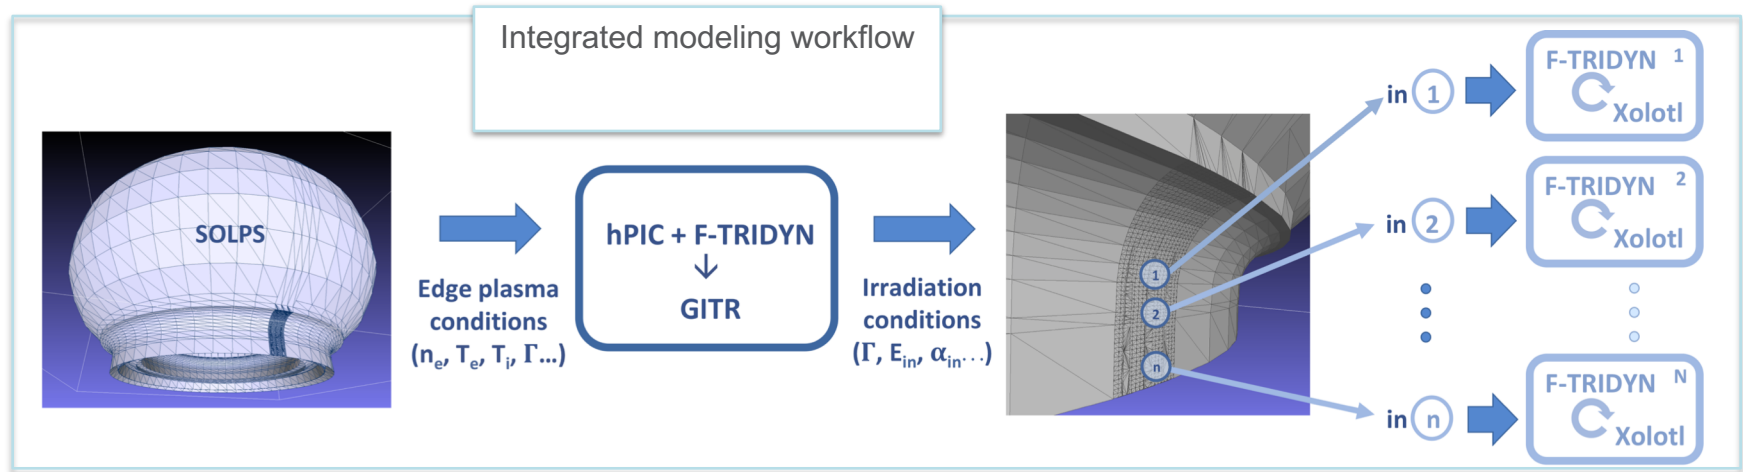 Integrated modeling workflow
SOLPS
Edge plasma
conditions
(nₑ, Tₑ, Tᵢ, Γ...)
hPIC + F-TRIDYN
↓
GITR
Irradiation
conditions
(Γ, Eᵢₙ, αᵢₙ...)
1
2
n
in 1
F-TRIDYN 1
Xolotl
in 2
F-TRIDYN 2
Xolotl
in n
F-TRIDYN N
Xolotl